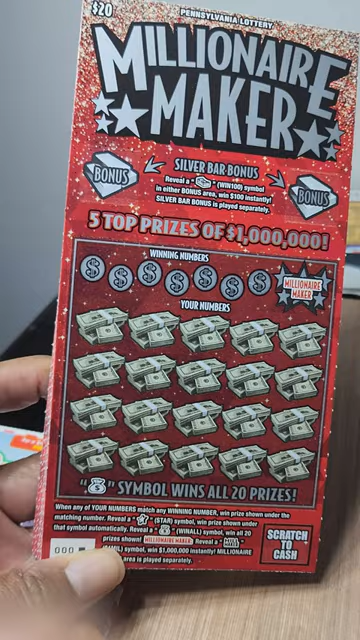 $20
PENNSYLVANIA LOTTERY
MILLIONAIRE
MAKER
SILVER BAR BONUS
BONUS
Reveal a " " (WIN100) symbol
in either BONUS area, win $100 instantly!
SILVER BAR BONUS is played separately.
BONUS
5 TOP PRIZES OF $1,000,000!
WINNING NUMBERS
$ $ $ $ $ $ $
MILLIONAIRE
MAKER
YOUR NUMBERS
" " SYMBOL WINS ALL 20 PRIZES!
When any of YOUR NUMBERS match any WINNING NUMBER, win prize shown under the
matching number. Reveal a " " (STAR) symbol, win prize shown under
that symbol automatically. Reveal a " " (WINALL) symbol, win all 20
prizes shown! MILLIONAIRE MAKER: Reveal a " "
symbol, win $1,000,000 instantly! MILLIONAIRE
is played separately.
SCRATCH
TO
CASH
000